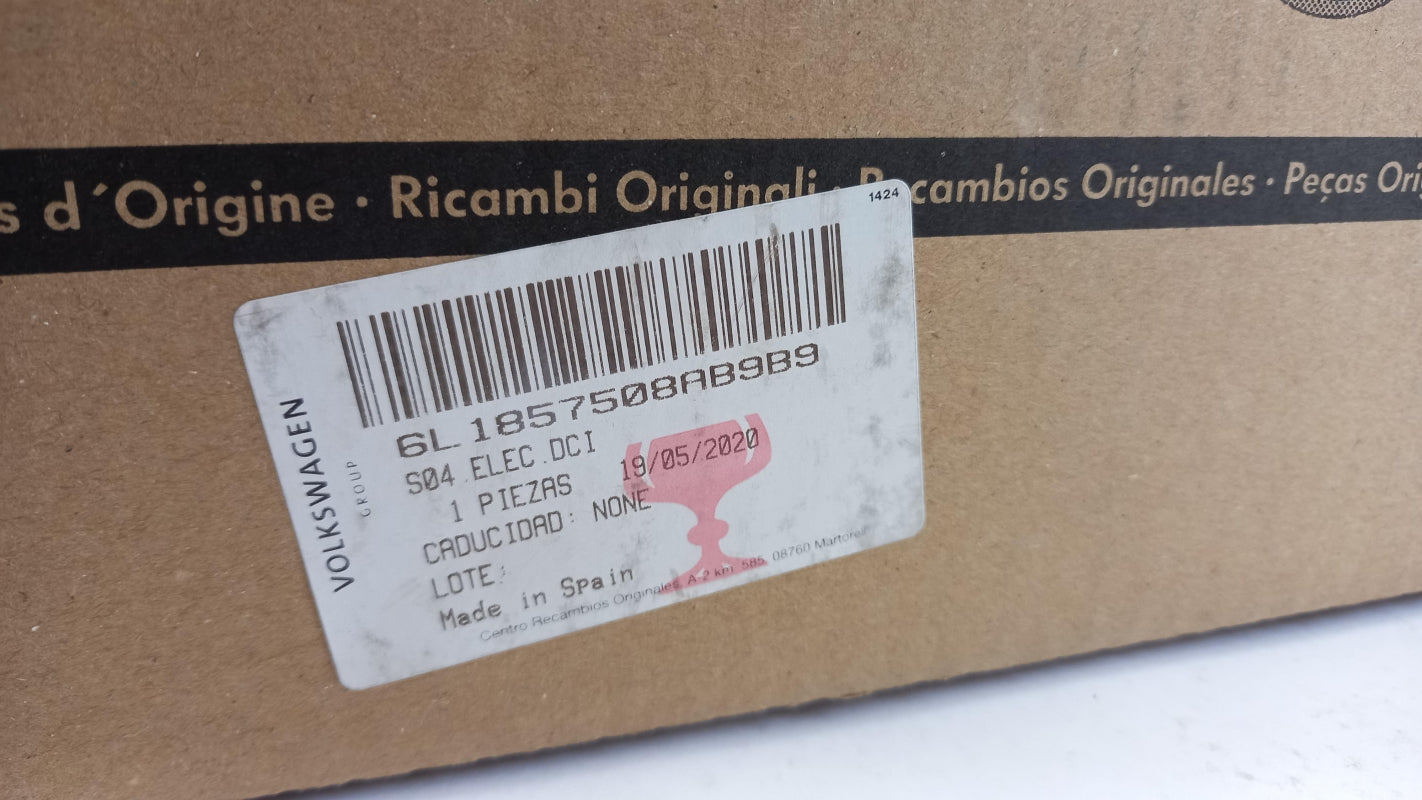 s d´Origine · Ricambi Originali · Recambios Originales · Peças Ori
1424
6L1857508AB9B9
S04 ELEC.DCI
19/05/2020
1 PIEZAS
CADUCIDAD: NONE
LOTE:
Made in Spain
Centro Recambios Originales, A-2 km. 585, 08760 Martorell
VOLKSWAGEN
GROUP